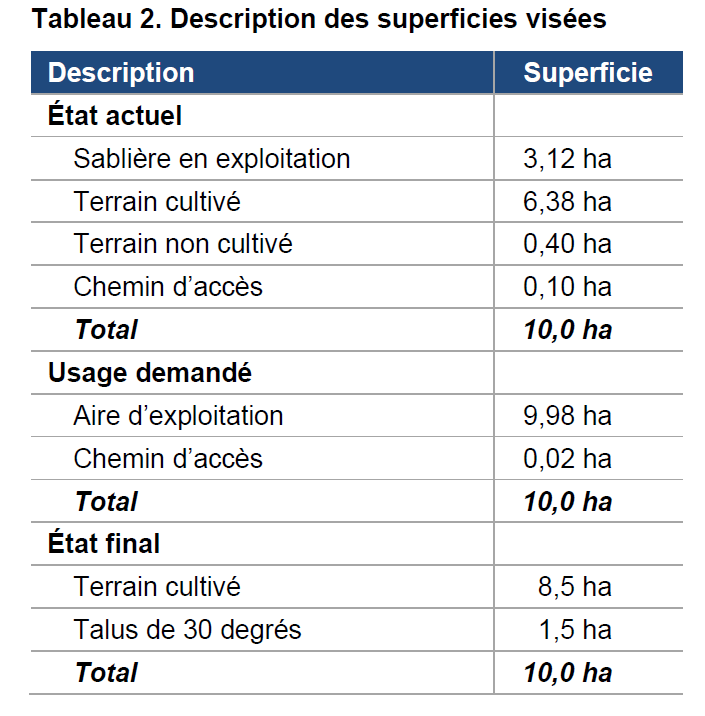 Tableau 2. Description des superficies visées
Description Superficie
État actuel
Sablière en exploitation 3,12 ha
Terrain cultivé 6,38 ha
Terrain non cultivé 0,40 ha
Chemin d’accès 0,10 ha
Total 10,0 ha
Usage demandé
Aire d’exploitation 9,98 ha
Chemin d’accès 0,02 ha
Total 10,0 ha
État final
Terrain cultivé 8,5 ha
Talus de 30 degrés 1,5 ha
Total 10,0 ha